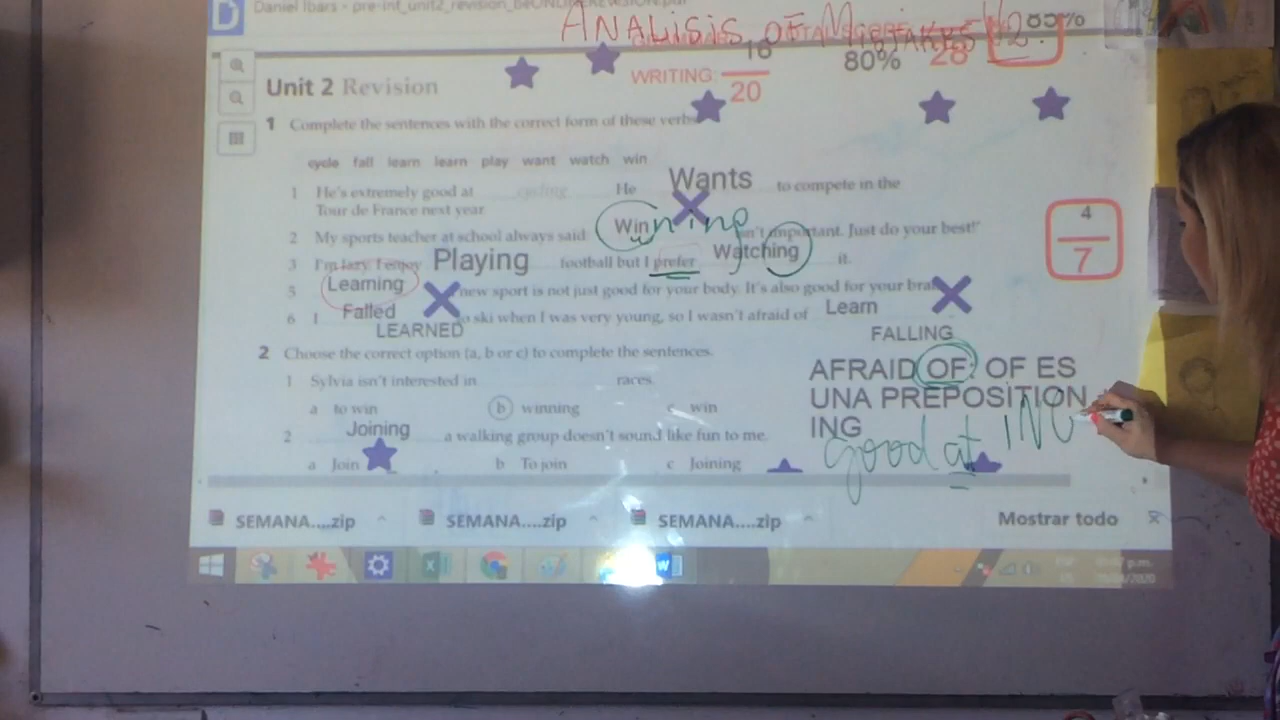 Daniel Ibars - pre-int_unit2_revision_
ANALISIS OF MISTAKES U2.
80%
WRITING: 16
20
Unit 2 Revision
1 Complete the sentences with the correct form of these verbs
cycle fall learn learn play want watch win
1 He's extremely good at cycling He Wants to compete in the
Tour de France next year
2 My sports teacher at school always said Winning isn't important. Just do your best!"
3 I'm lazy. I enjoy Playing football but I prefer Watching it.
4
7
5 Learning new sport is not just good for your body. It's also good for your
6 I Falled to ski when I was very young, so I wasn't afraid of Learn
LEARNED
FALLING
2 Choose the correct option (a, b or c) to complete the sentences.
AFRAID OF: OF ES
UNA PREPOSITION
ING
1 Sylvia isn't interested in races
a to win b winning c win
2 Joining a walking group doesn't sound like fun to me.
good at ING
a Join b To join c Joining
SEMANA....zip SEMANA....zip SEMANA....zip Mostrar todo